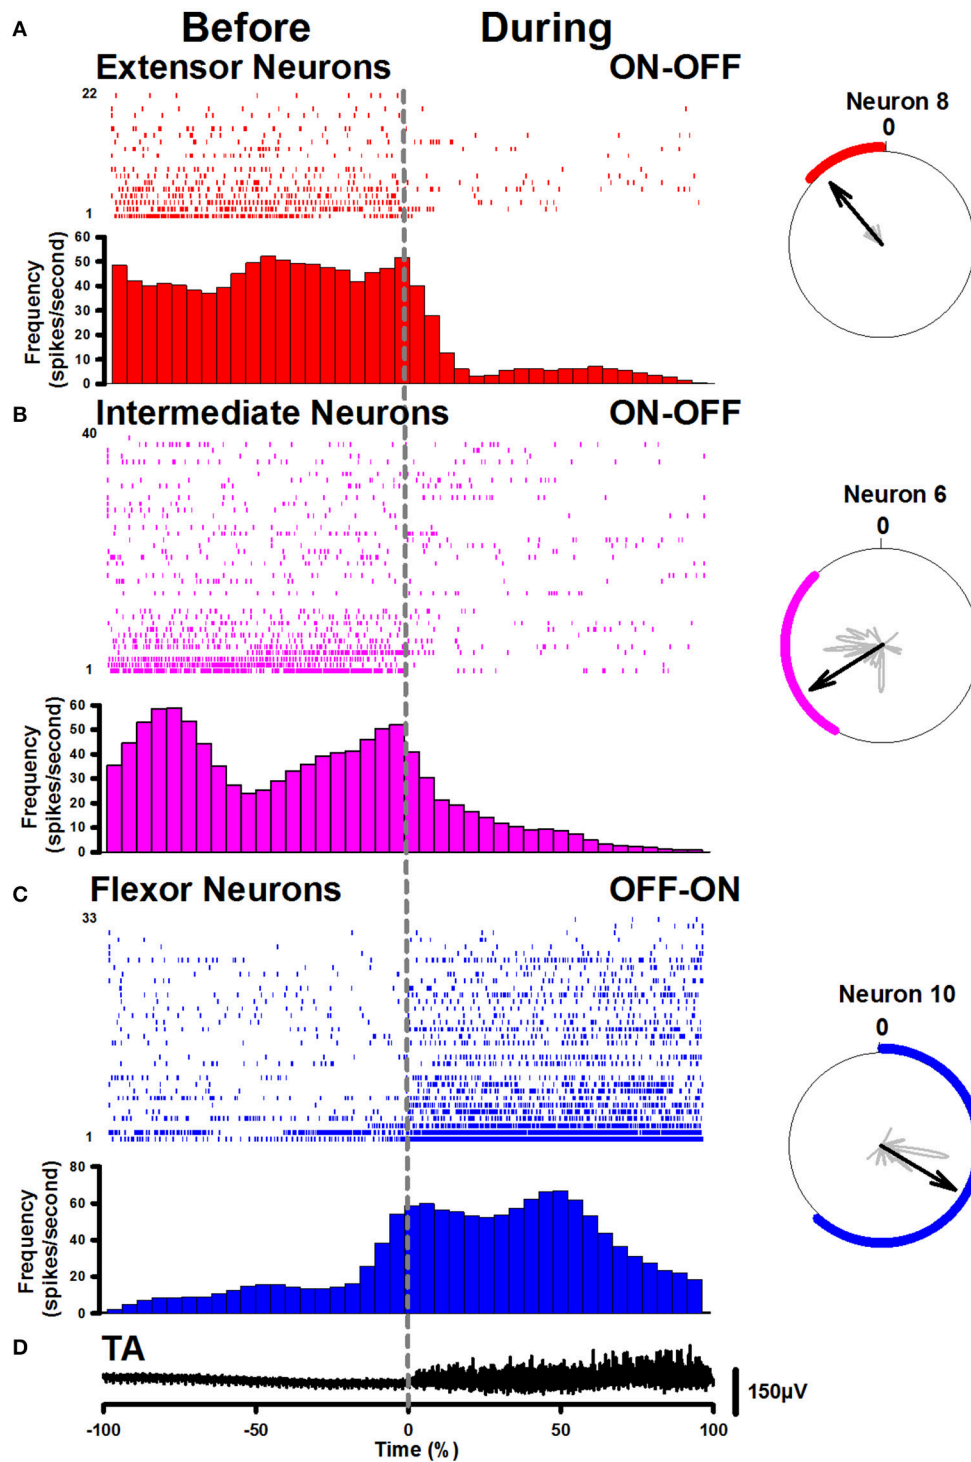 A
Before
During
Extensor Neurons
ON-OFF
22
1
Neuron 8
0
Frequency
(spikes/second)
60
50
40
30
20
10
0
B
Intermediate Neurons
ON-OFF
40
1
Neuron 6
0
Frequency
(spikes/second)
60
50
40
30
20
10
0
C
Flexor Neurons
OFF-ON
33
1
Neuron 10
0
Frequency
(spikes/second)
80
60
40
20
0
D
TA
150µV
-100
-50
0
50
100
Time (%)